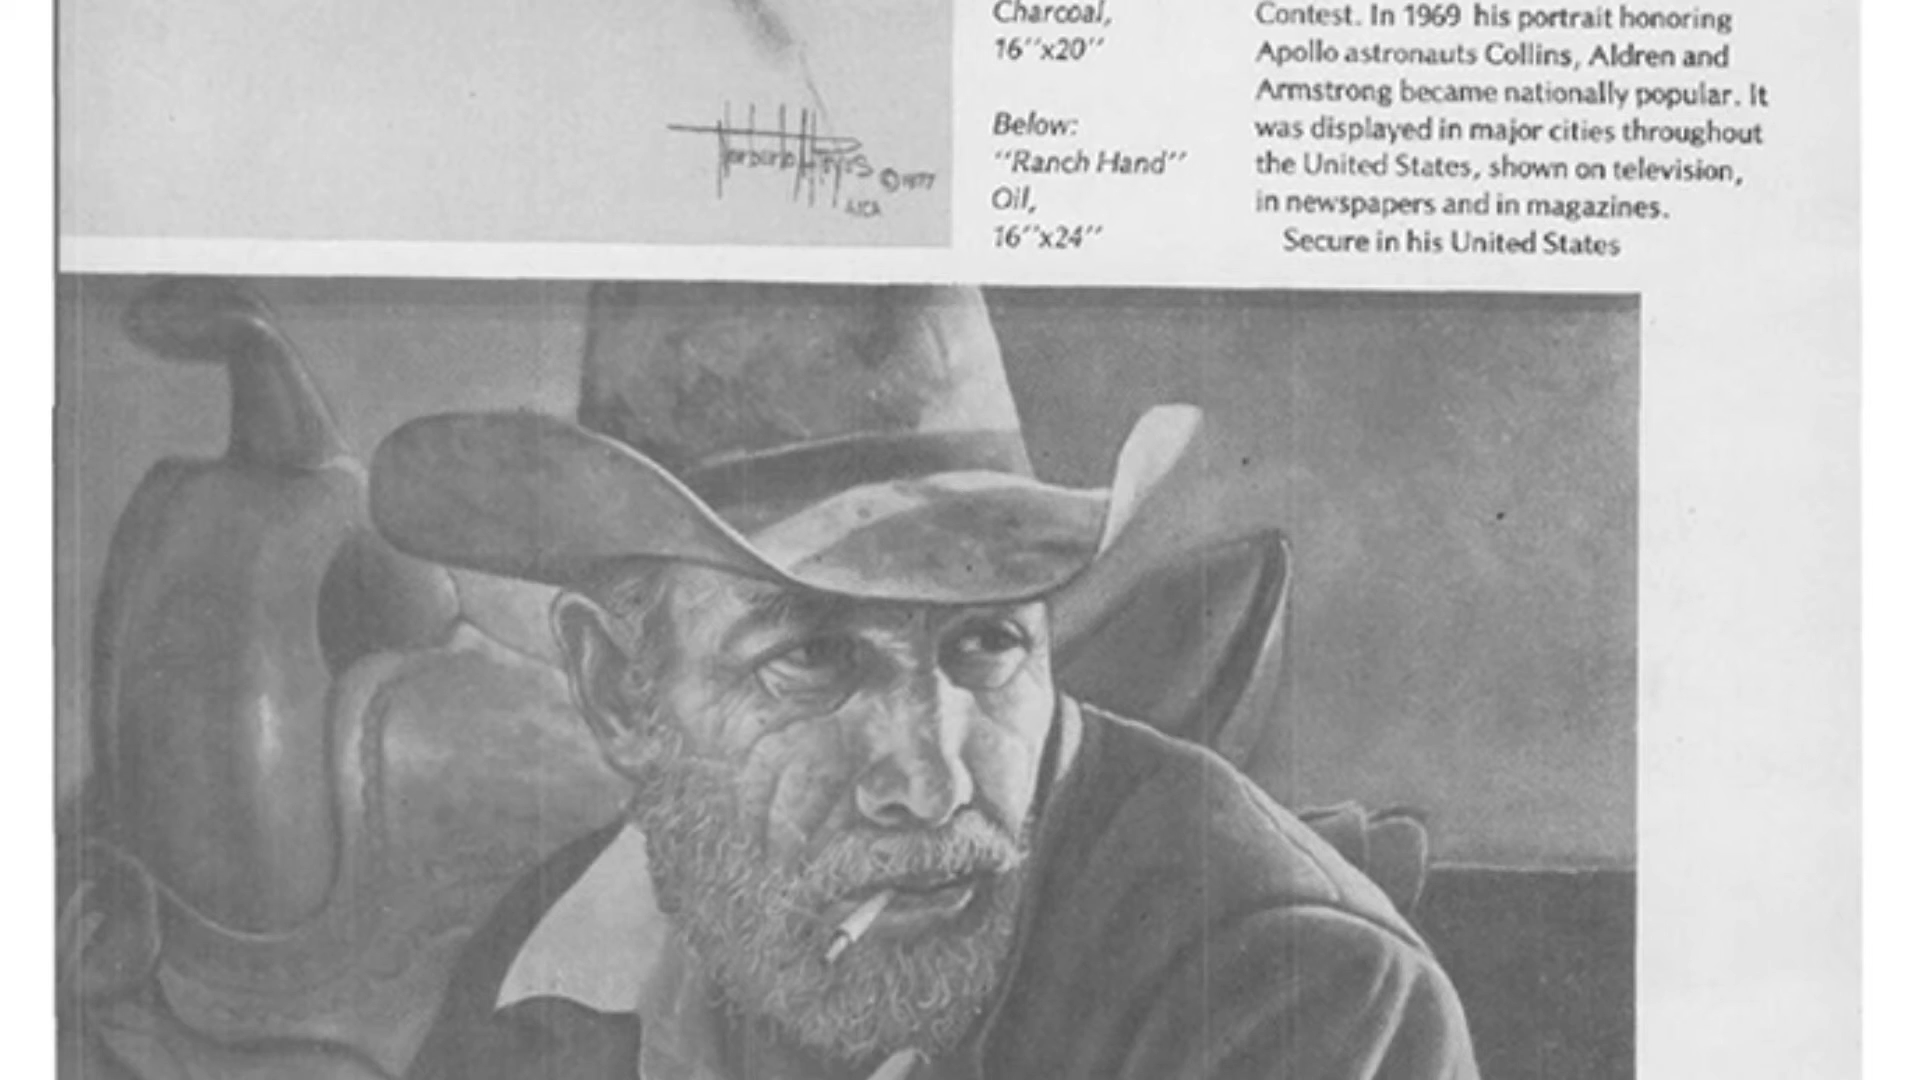 Charcoal,
16''x20''
Below:
"Ranch Hand"
Oil,
16''x24''
Contest. In 1969 his portrait honoring
Apollo astronauts Collins, Aldren and
Armstrong became nationally popular. It
was displayed in major cities throughout
the United States, shown on television,
in newspapers and in magazines.
Secure in his United States
©1977